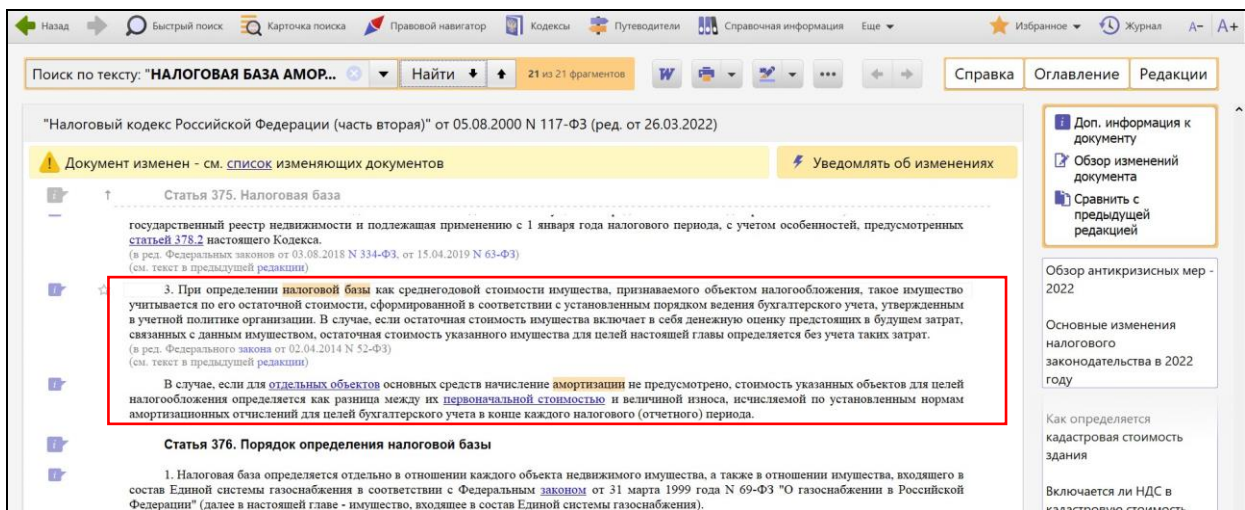 Назад Быстрый поиск Карточка поиска Правовой навигатор Кодексы Путеводители Справочная информация Еще Избранное Журнал А- А+
Поиск по тексту: "НАЛОГОВАЯ БАЗА АМОР... Найти 21 из 21 фрагментов W Справка Оглавление Редакции
"Налоговый кодекс Российской Федерации (часть вторая)" от 05.08.2000 N 117-ФЗ (ред. от 26.03.2022)
Документ изменен - см. список изменяющих документов Уведомлять об изменениях
Статья 375. Налоговая база
государственный реестр недвижимости и подлежащая применению с 1 января года налогового периода, с учетом особенностей, предусмотренных
статьей 378.2 настоящего Кодекса.
(в ред. Федеральных законов от 03.08.2018 N 334-ФЗ, от 15.04.2019 N 63-ФЗ)
(см. текст в предыдущей редакции)
3. При определении налоговой базы как среднегодовой стоимости имущества, признаваемого объектом налогообложения, такое имущество
учитывается по его остаточной стоимости, сформированной в соответствии с установленным порядком ведения бухгалтерского учета, утвержденным
в учетной политике организации. В случае, если остаточная стоимость имущества включает в себя денежную оценку предстоящих в будущем затрат,
связанных с данным имуществом, остаточная стоимость указанного имущества для целей настоящей главы определяется без учета таких затрат.
(в ред. Федерального закона от 02.04.2014 N 52-ФЗ)
(см. текст в предыдущей редакции)
В случае, если для отдельных объектов основных средств начисление амортизации не предусмотрено, стоимость указанных объектов для целей
налогообложения определяется как разница между их первоначальной стоимостью и величиной износа, исчисляемой по установленным нормам
амортизационных отчислений для целей бухгалтерского учета в конце каждого налогового (отчетного) периода.
Статья 376. Порядок определения налоговой базы
1. Налоговая база определяется отдельно в отношении каждого объекта недвижимого имущества, а также в отношении имущества, входящего в
состав Единой системы газоснабжения в соответствии с Федеральным законом от 31 марта 1999 года N 69-ФЗ "О газоснабжении в Российской
Федерации" (далее в настоящей главе - имущество, входящее в состав Единой системы газоснабжения).
Доп. информация к
документу
Обзор изменений
документа
Сравнить с
предыдущей
редакцией
Обзор антикризисных мер -
2022
Основные изменения
налогового
законодательства в 2022
году
Как определяется
кадастровая стоимость
здания
Включается ли НДС в
кадастровую стоимость